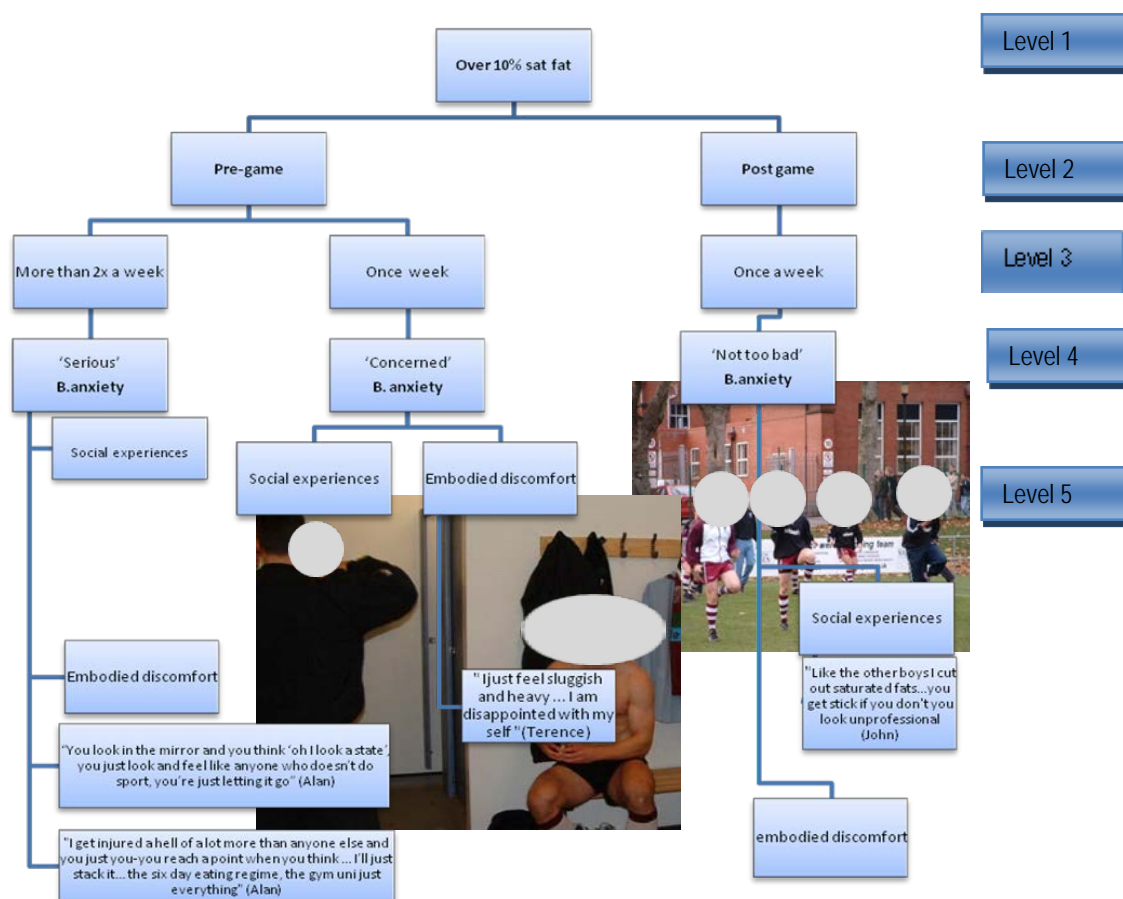 Over 10% sat fat
Level 1
Pre-game
Post game
Level 2
More than 2x a week
Once week
Once a week
Level 3
'Serious'
B.anxiety
'Concerned'
B. anxiety
'Not too bad'
B.anxiety
Level 4
Social experiences
Social experiences
Embodied discomfort
Level 5
ing team
Social experiences
"Like the other boys I cut
out saturated fats...you
get stick if you don't you
look unprofessional
(John)
Embodied discomfort
"I just feel sluggish
and heavy ... I am
disappointed with my
self "(Terence)
"You look in the mirror and you think 'oh I look a state',
you just look and feel like anyone who doesn't do
sport, you're just letting it go" (Alan)
embodied discomfort
"I get injured a hell of a lot more than anyone else and
you just you-you reach a point when you think ... I'll just
stack it... the six day eating regime, the gym uni just
everything" (Alan)